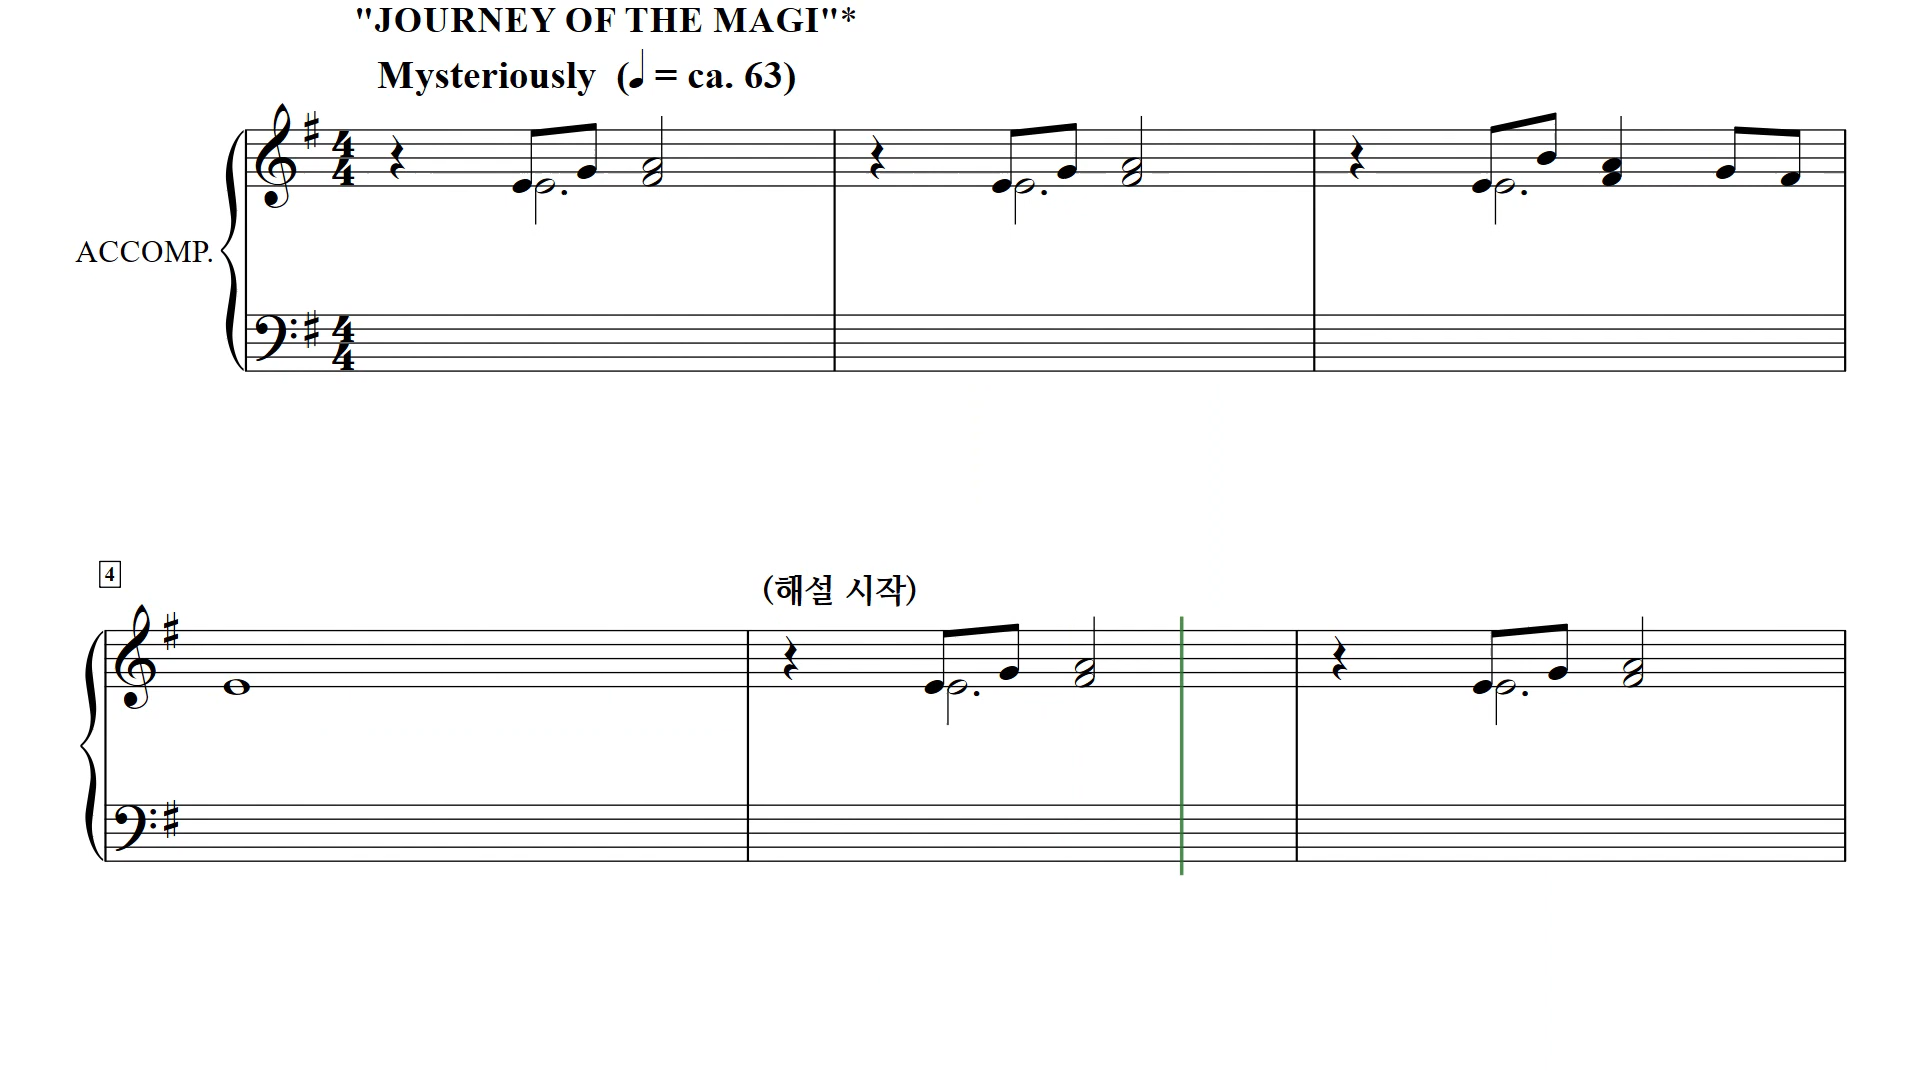 "JOURNEY OF THE MAGI"*
Mysteriously (♩ = ca. 63)
ACCOMP.
4
(해설 시작)